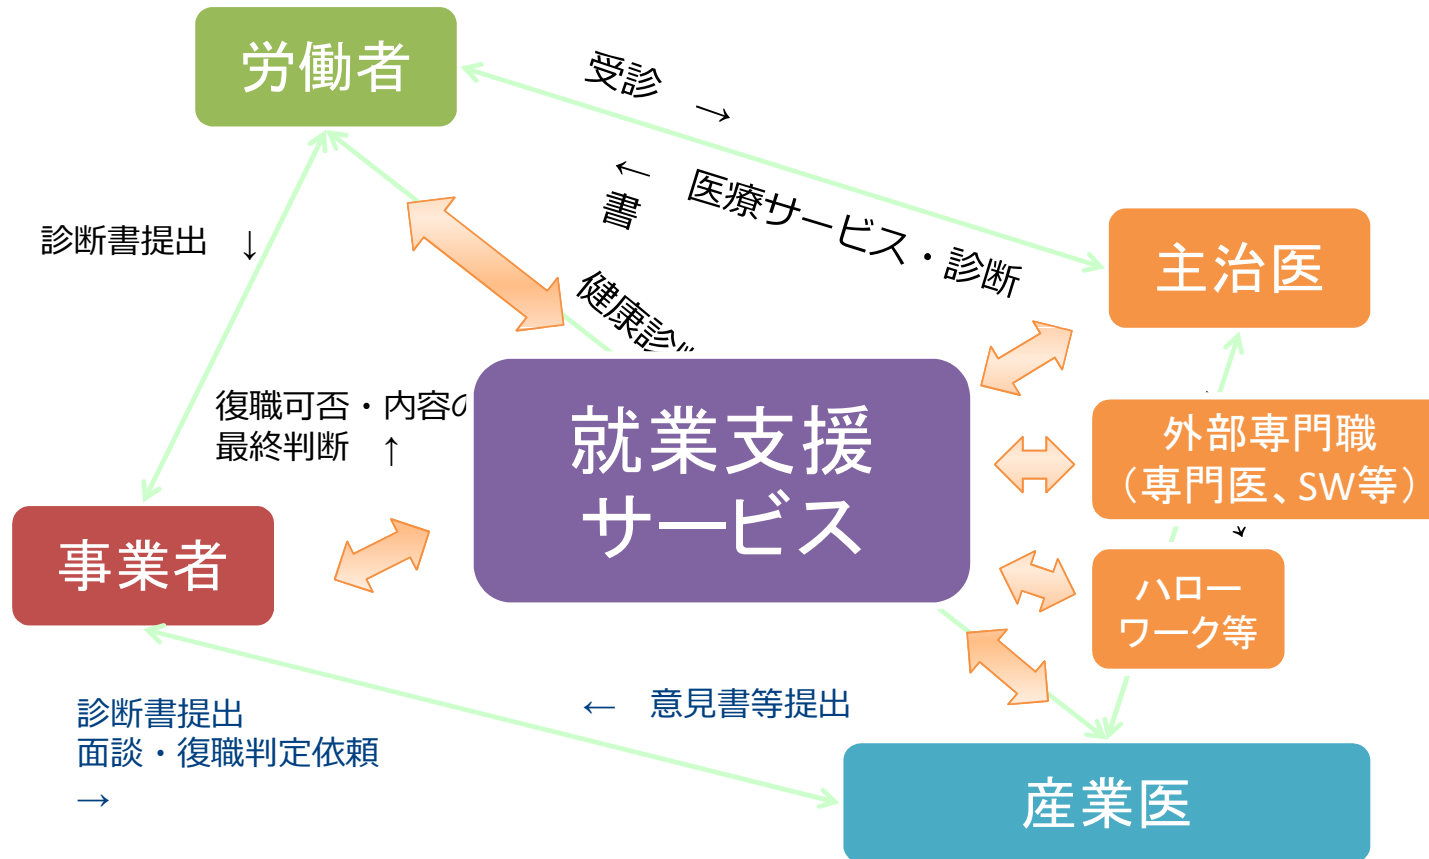 労働者
受診 →
← 医療サービス・診断
書
診断書提出 ↓
主治医
健康診
復職可否・内容の
最終判断 ↑
就業支援
サービス
外部専門職
（専門医、SW等）
事業者
ハロー
ワーク等
← 意見書等提出
診断書提出
面談・復職判定依頼
→
産業医